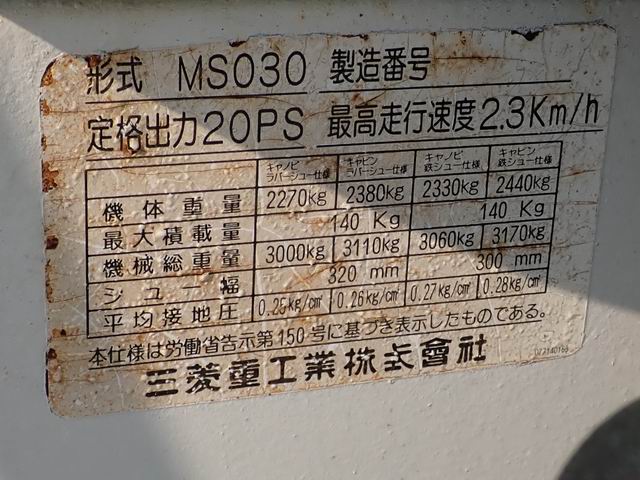 形式 MS030 製造番号
定格出力20PS 最高走行速度2.3Km/h
キャノピ ラバーシュー仕様 キャビン ラバーシュー仕様 キャノピ 鉄シュー仕様 キャビン 鉄シュー仕様
機体重量 2270kg 2380kg 2330kg 2440kg
最大積載量 140 Kg 140 Kg
機械総重量 3000kg 3110kg 3060kg 3170kg
シュー幅 320 mm 300 mm
平均接地圧 0.25kg/cm² 0.26kg/cm² 0.27kg/cm² 0.28kg/cm²
本仕様は労働省告示第150号に基づき表示したものである。
三菱重工業株式會社